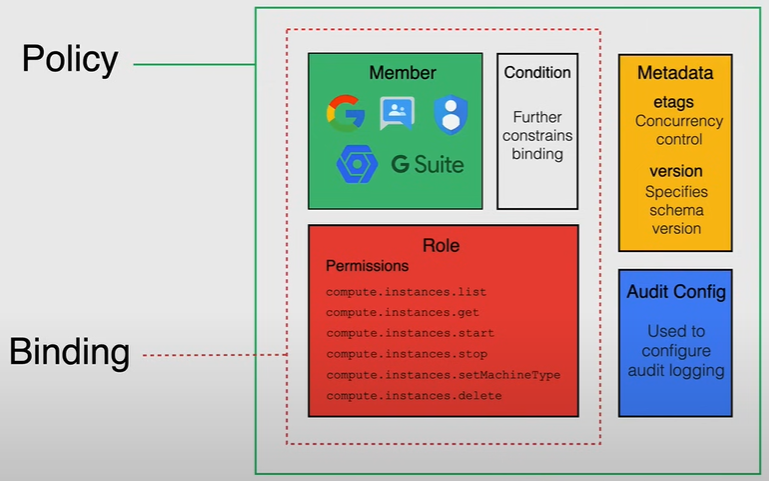 Policy
Binding
Member
G Suite
Condition
Further
constrains
binding
Role
Permissions
compute.instances.list
compute.instances.get
compute.instances.start
compute.instances.stop
compute.instances.setMachineType
compute.instances.delete
Metadata
etags
Concurrency
control
version
Specifies
schema
version
Audit Config
Used to
configure
audit logging